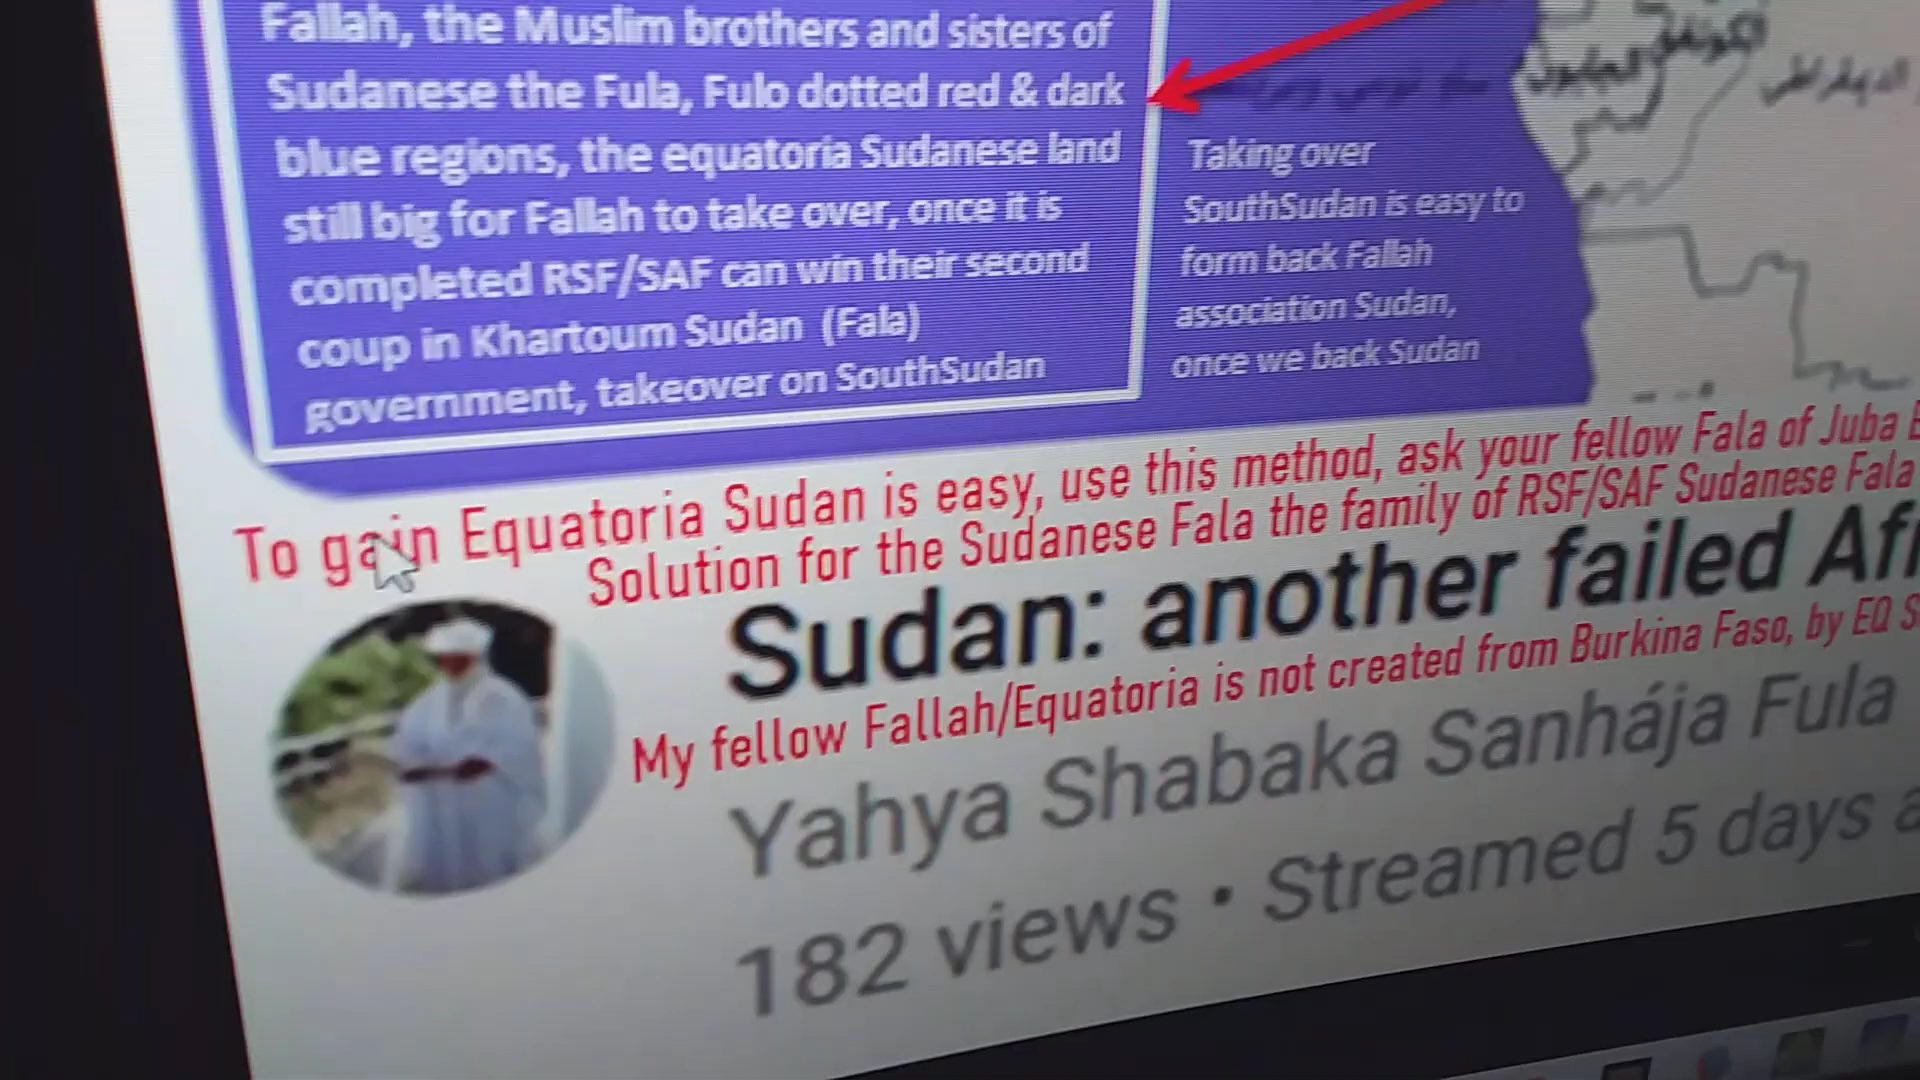 Fallah, the Muslim brothers and sisters of
Sudanese the Fula, Fulo dotted red & dark
blue regions, the equatoria Sudanese land
still big for Fallah to take over, once it is
completed RSF/SAF can win their second
coup in Khartoum Sudan (Fala)
government, takeover on SouthSudan
Taking over
SouthSudan is easy to
form back Fallah
association Sudan,
once we back Sudan
To gain Equatoria Sudan is easy, use this method, ask your fellow Fala of Juba
Solution for the Sudanese Fala the family of RSF/SAF Sudanese Fala
Sudan: another failed
My fellow Fallah/Equatoria is not created from Burkina Faso, by EQ
Yahya Shabaka Sanhája Fula
182 views • Streamed 5 days